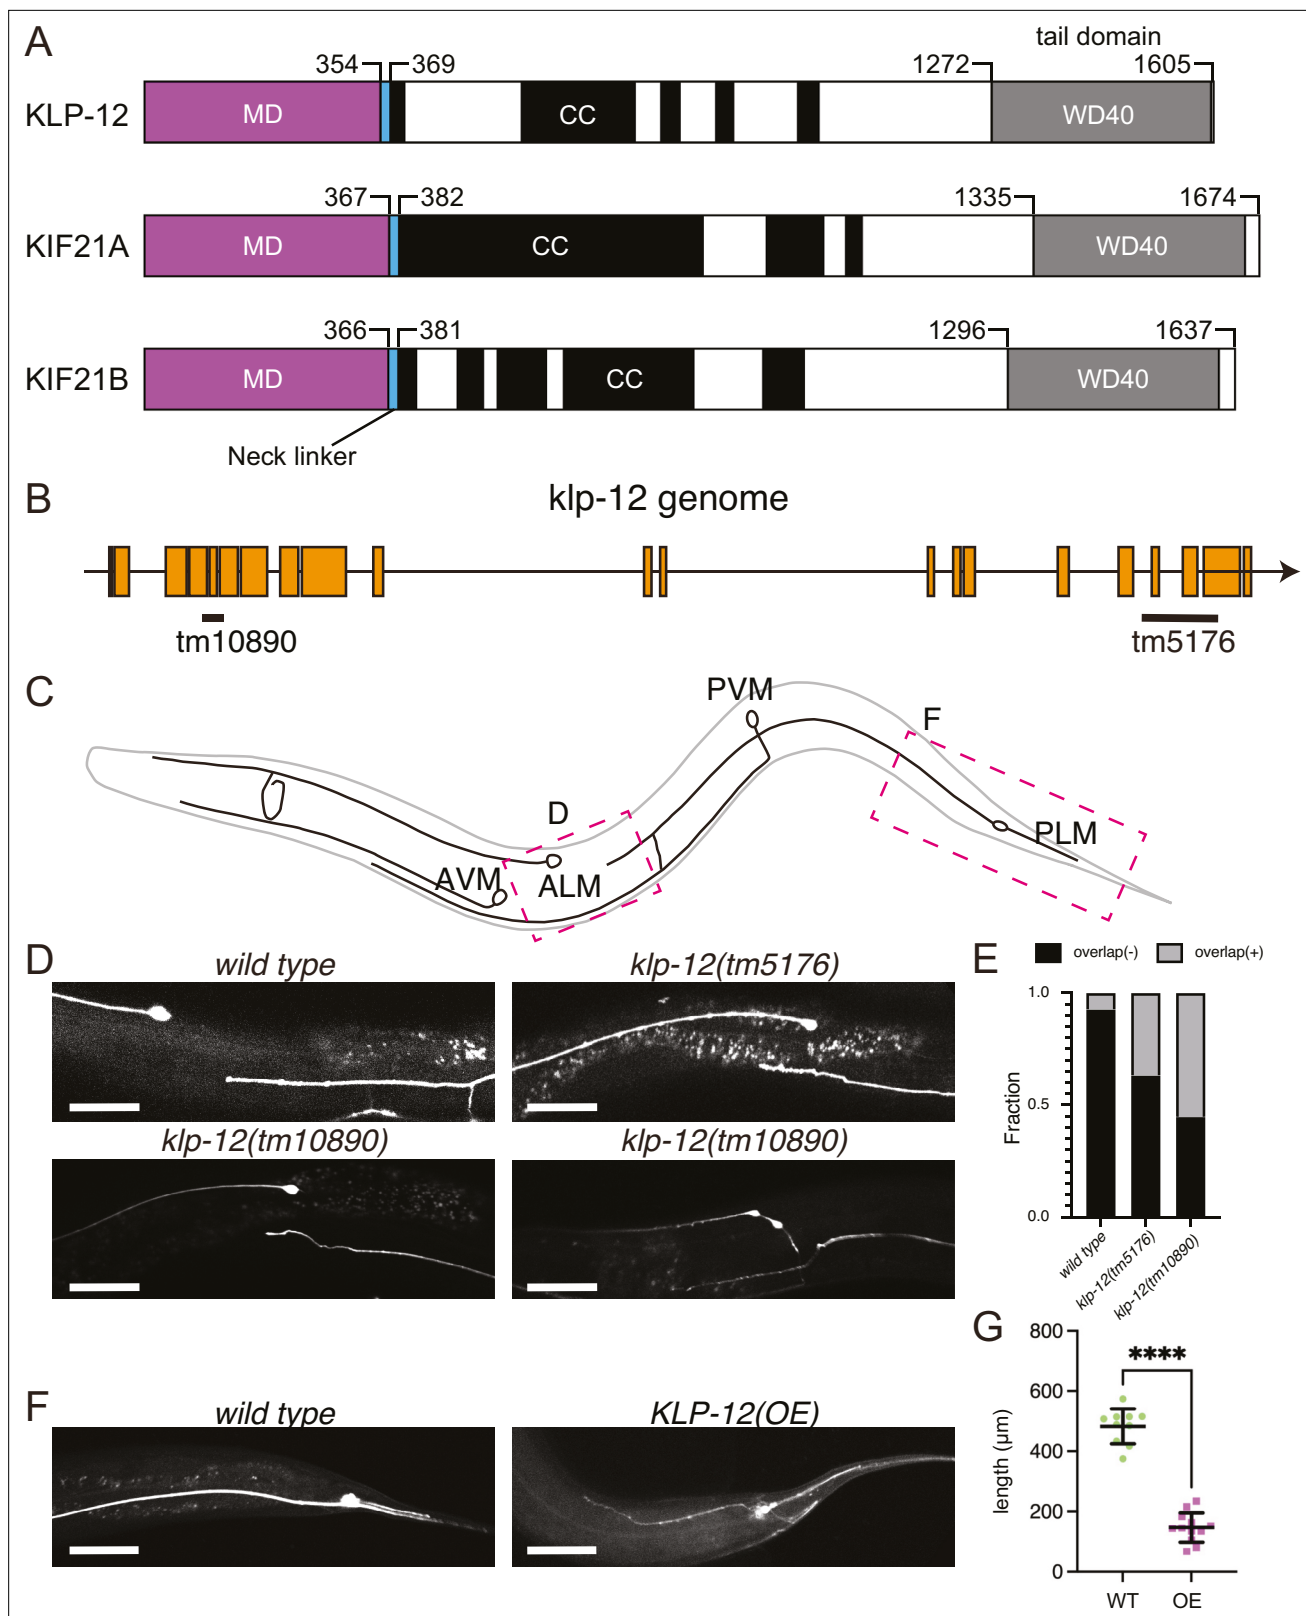 A
tail domain
354 369 1272 1605
KLP-12 MD CC WD40
367 382 1335 1674
KIF21A MD CC WD40
366 381 1296 1637
KIF21B MD CC WD40
Neck linker
B klp-12 genome
tm10890 tm5176
C
PVM
F
D
PLM
AVM ALM
D wild type klp-12(tm5176)
klp-12(tm10890) klp-12(tm10890)
E overlap(-) overlap(+)
1.0
0.5
0.0
Fraction
wild type
klp-12(tm5176)
klp-12(tm10890)
F wild type KLP-12(OE)
G
800
600
400
200
0
length (µm)
****
WT OE